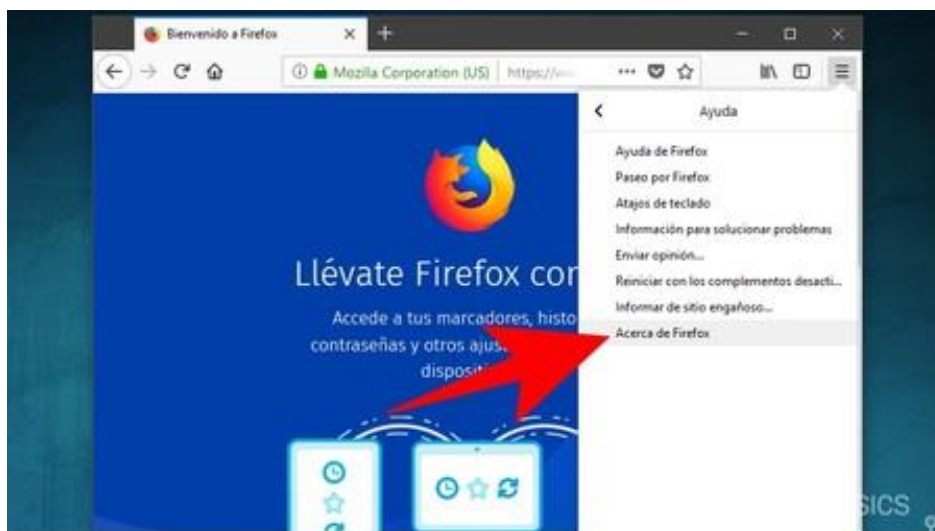 Bienvenido a Firefox
Mozilla Corporation (US) https://
Ayuda
Ayuda de Firefox
Paseo por Firefox
Atajos de teclado
Información para solucionar problemas
Enviar opinión...
Reiniciar con los complementos desacti...
Informar de sitio engañoso...
Acerca de Firefox
Llévate Firefox con
Accede a tus marcadores, histo
contraseñas y otros ajus
disposit
SICS